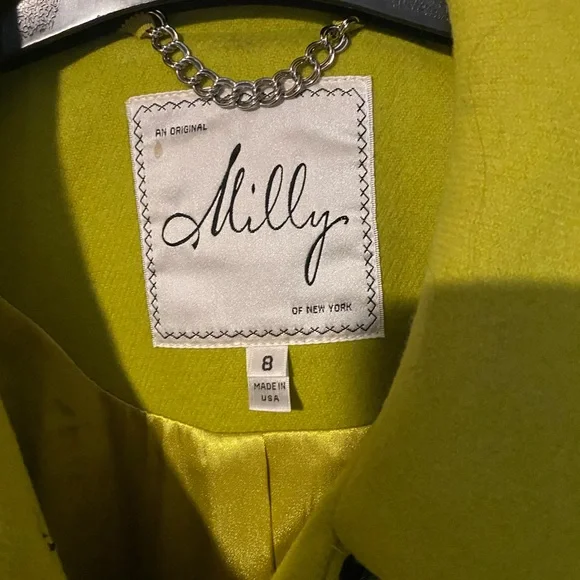 AN ORIGINAL
Milly
OF NEW YORK
8
MADE IN
USA